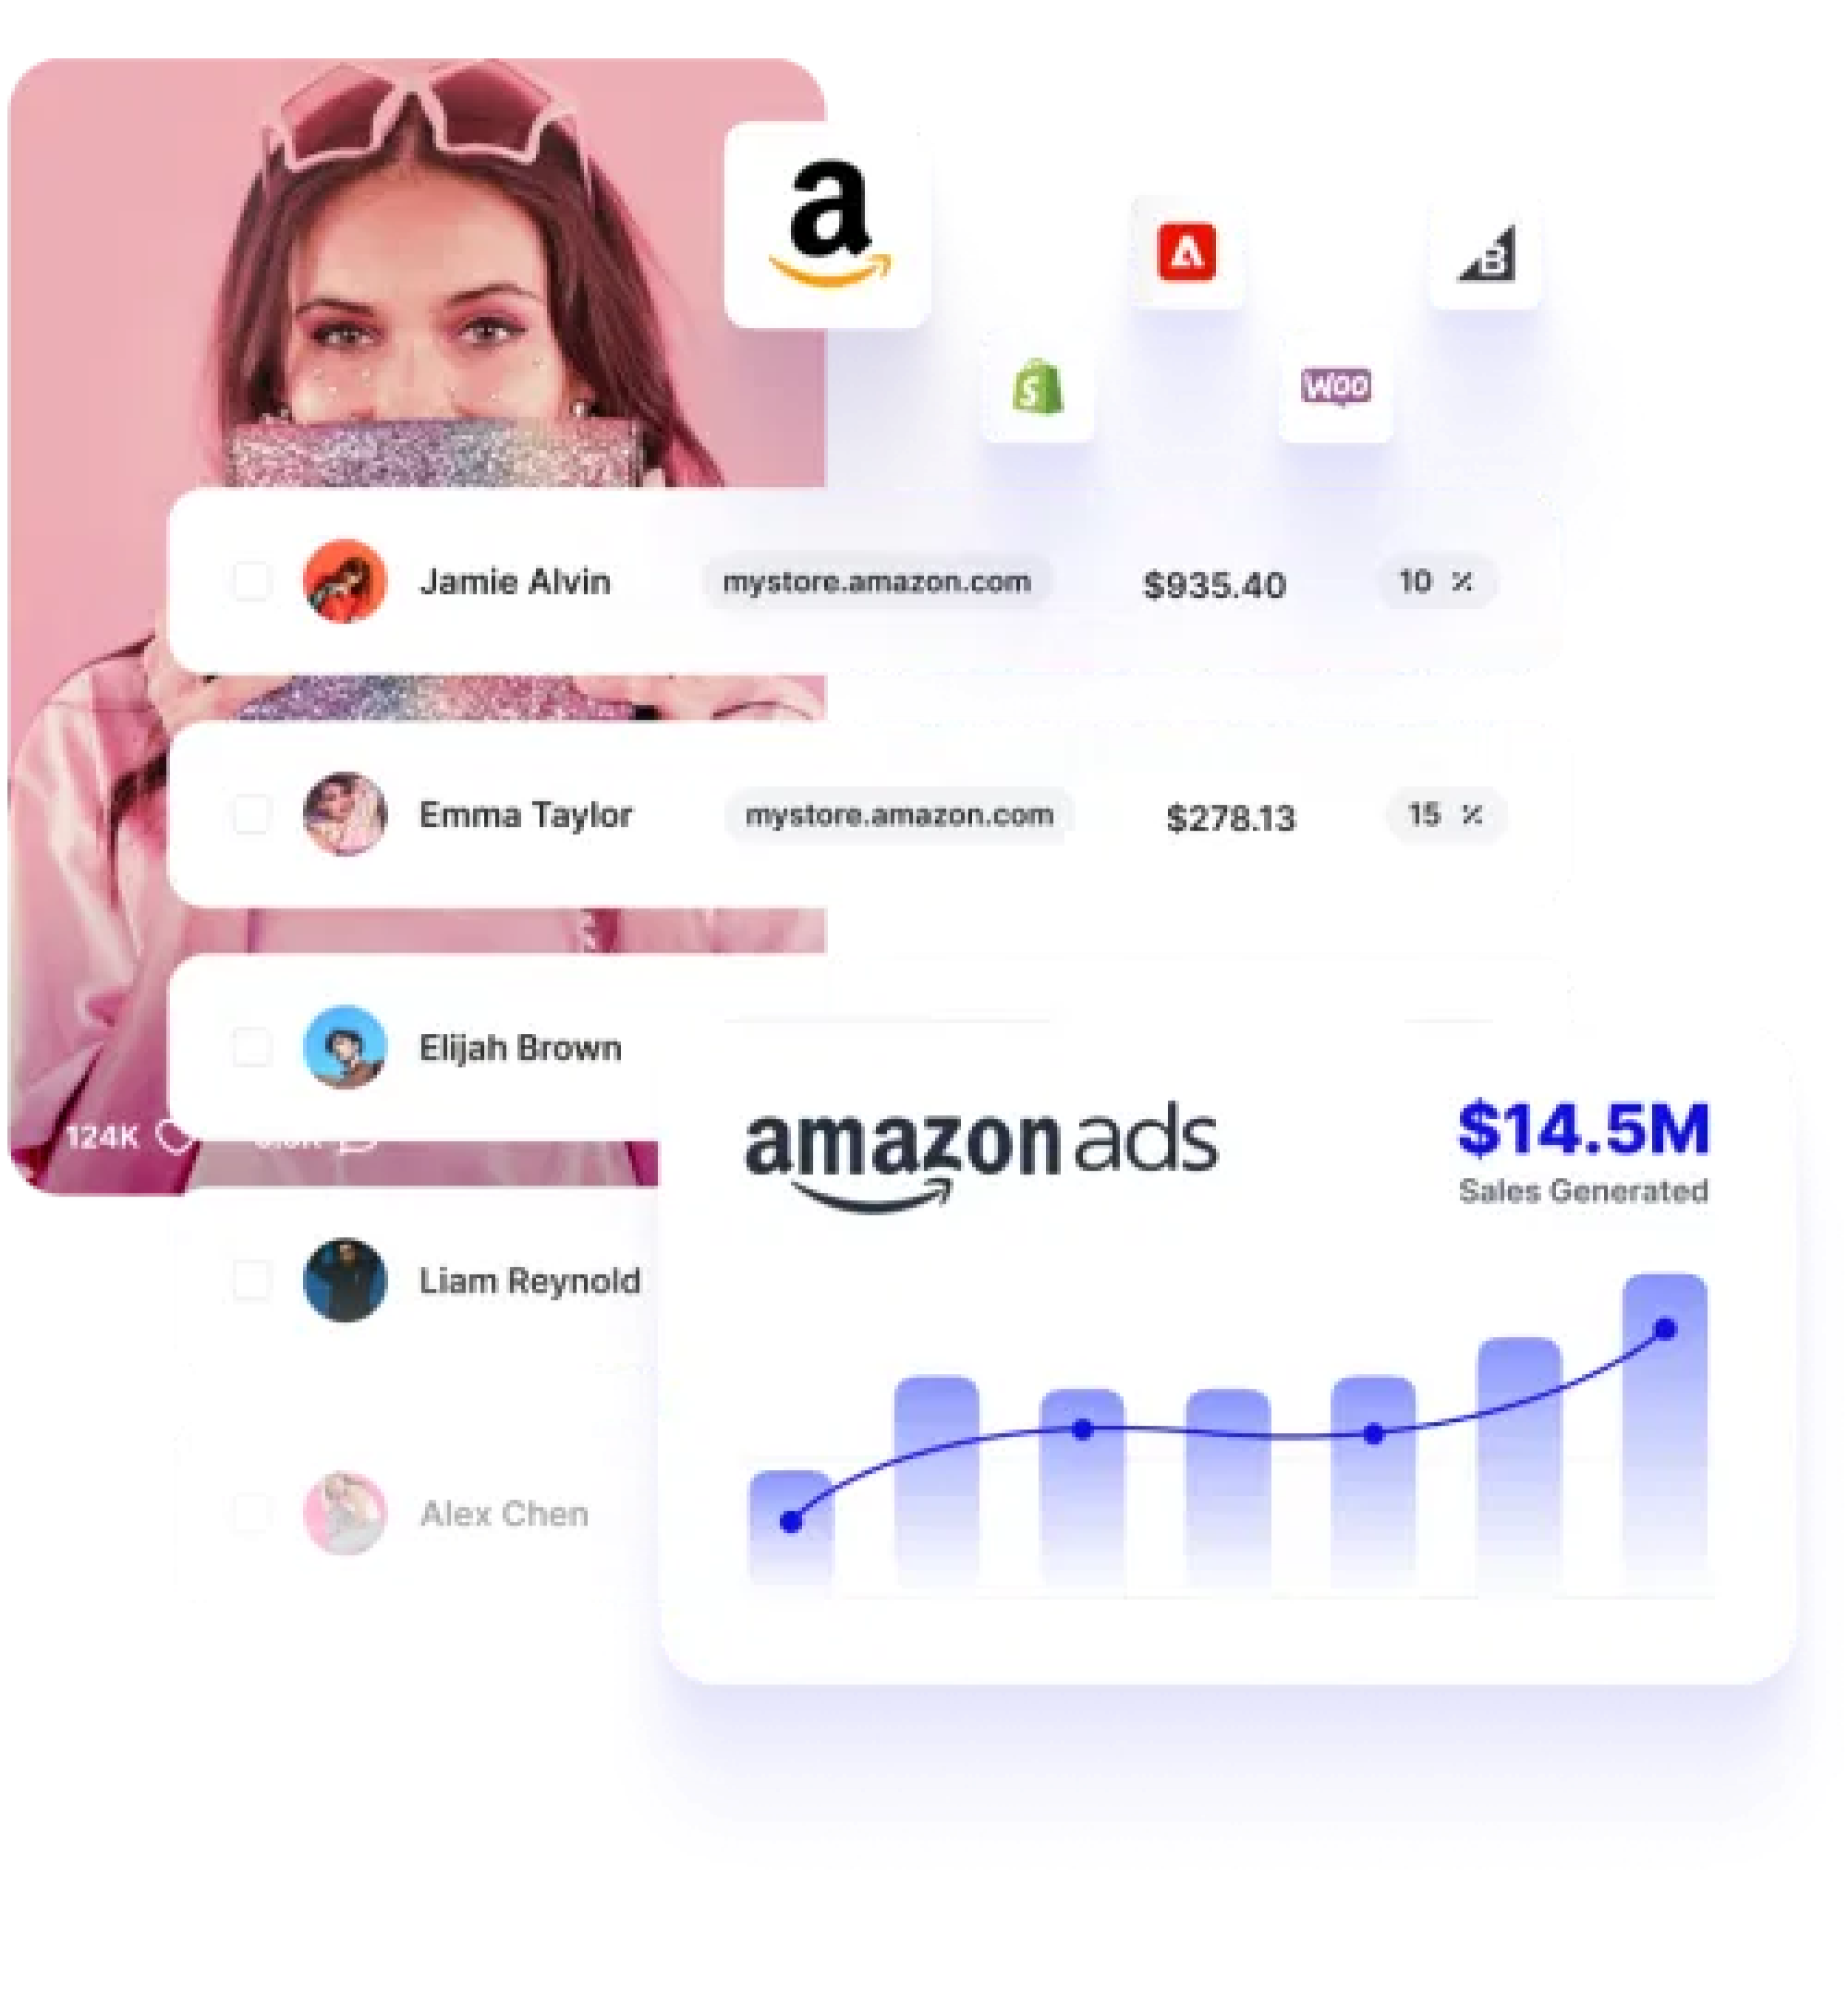 a
B
S
Woo
Jamie Alvin
mystore.amazon.com
$935.40
10 %
Emma Taylor
mystore.amazon.com
$278.13
15 %
Elijah Brown
124K
amazon ads
$14.5M
Sales Generated
Liam Reynold
Alex Chen